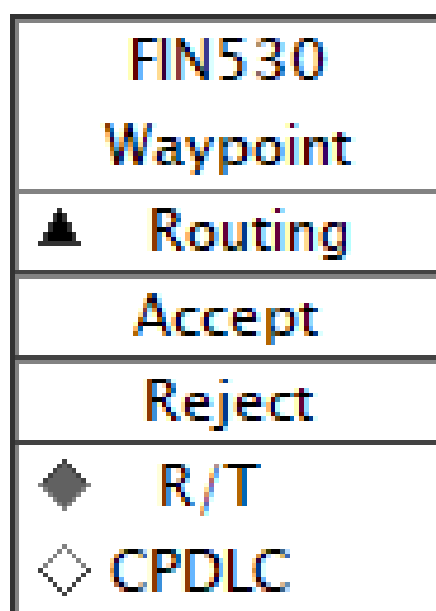 FIN530
Waypoint
Routing
Accept
Reject
R/T
CPDLC